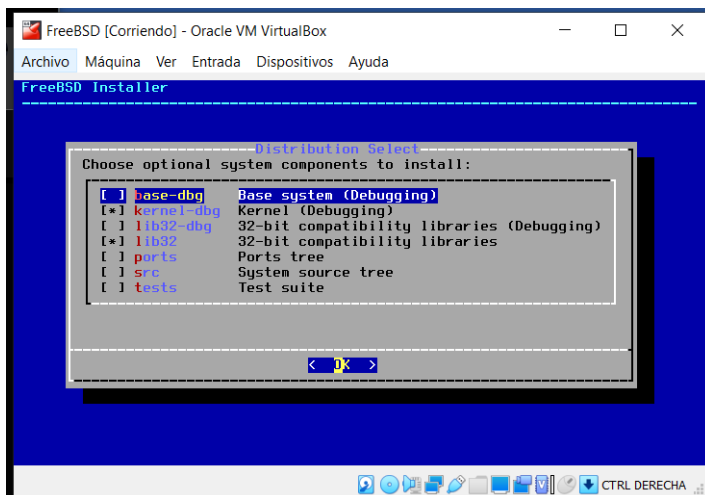 FreeBSD [Corriendo] - Oracle VM VirtualBox
Archivo Máquina Ver Entrada Dispositivos Ayuda
FreeBSD Installer
Distribution Select
Choose optional system components to install:
[ ] base-dbg Base system (Debugging)
[*] kernel-dbg Kernel (Debugging)
[ ] lib32-dbg 32-bit compatibility libraries (Debugging)
[*] lib32 32-bit compatibility libraries
[ ] ports Ports tree
[ ] src System source tree
[ ] tests Test suite
< OK >
CTRL DERECHA